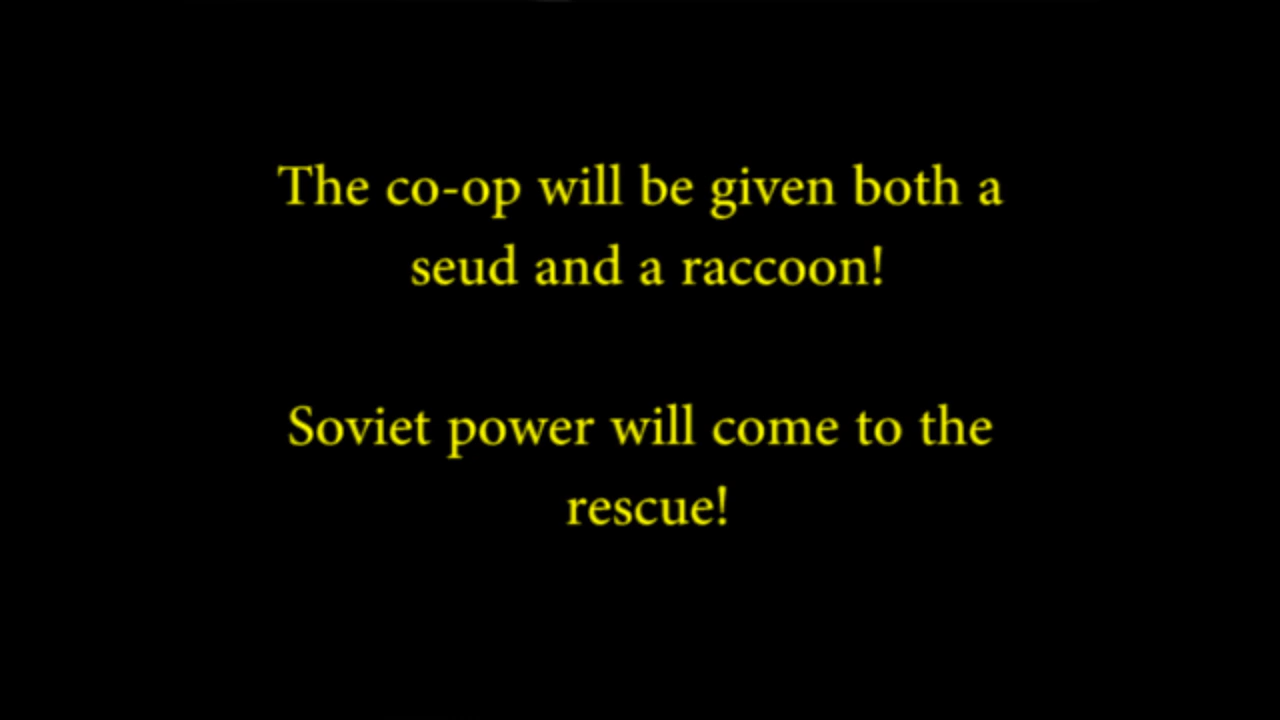 The co-op will be given both a
seud and a raccoon!
Soviet power will come to the
rescue!